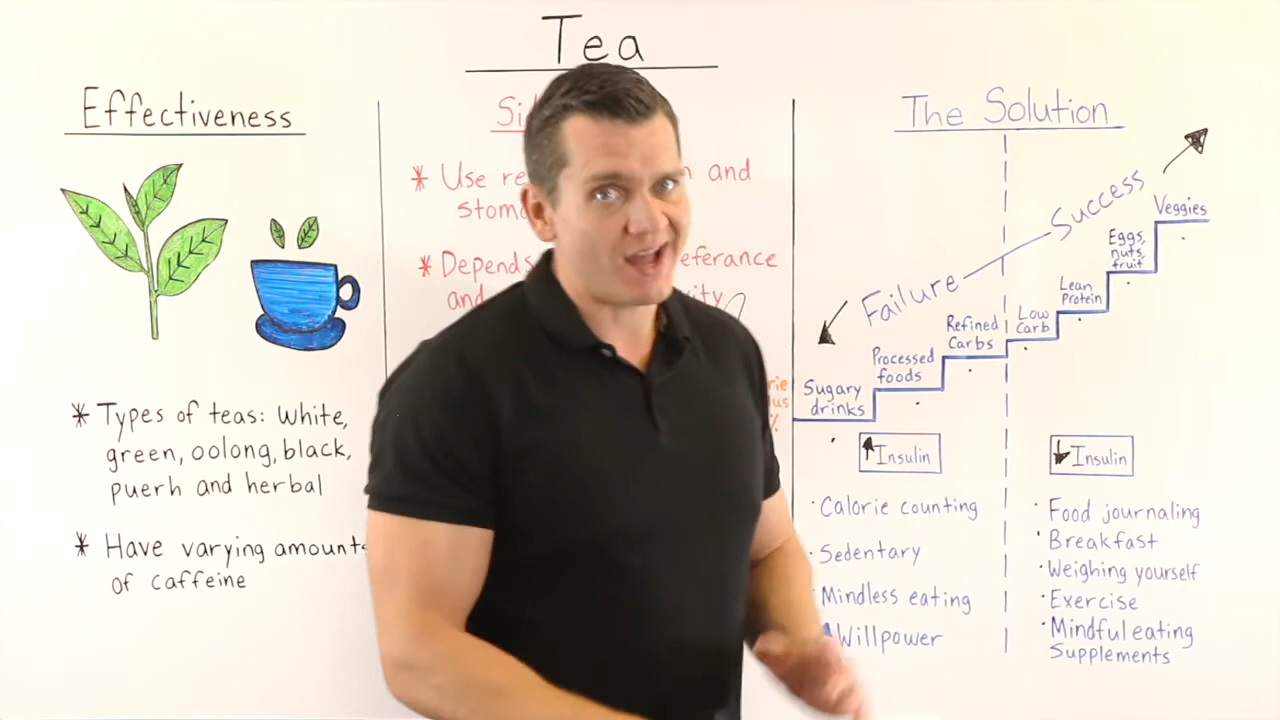 Tea
Effectiveness
* Types of teas: white,
green, oolong, black,
puerh and herbal
* Have varying amount
of caffeine
* Use and
stom
* Depends
and
The Solution
Failure Success
Sugary
drinks
Processed
foods
Refined
Carbs
Low
Carb
Lean
Protein
Eggs,
nuts,
fruit
Veggies
↑ Insulin
· Calorie counting
· Sedentary
· Mindless eating
Willpower
↓ Insulin
· Food journaling
· Breakfast
· Weighing yourself
· Exercise
· Mindful eating
Supplements